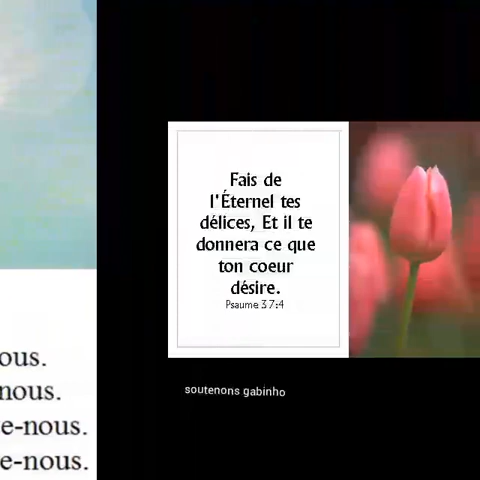 ous.
nous.
e-nous.
e-nous.
Fais de
l'Éternel tes
délices, Et il te
donnera ce que
ton coeur
désire.
Psaume 37:4
soutenons gabinho